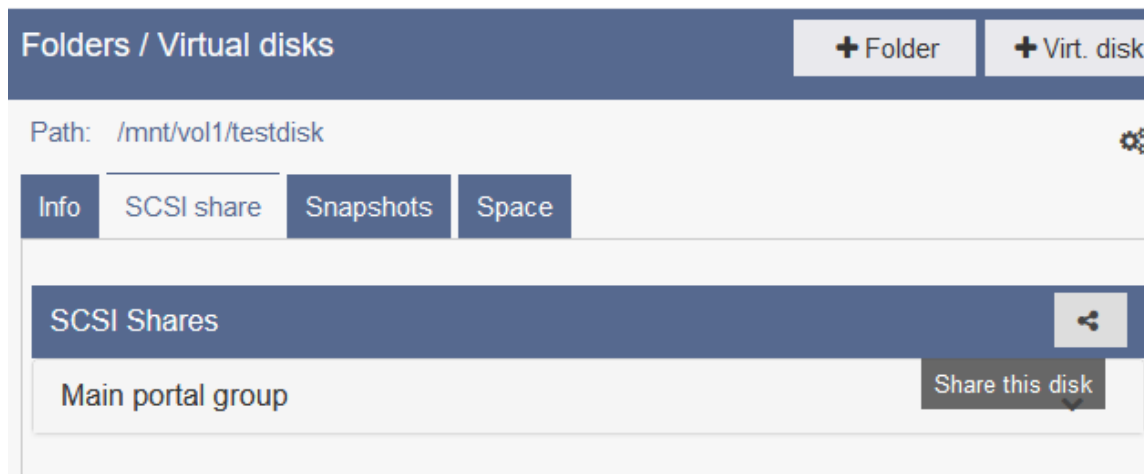 Folders / Virtual disks
+ Folder
+ Virt. disk
Path: /mnt/vol1/testdisk
Info
SCSI share
Snapshots
Space
SCSI Shares
Main portal group
Share this disk